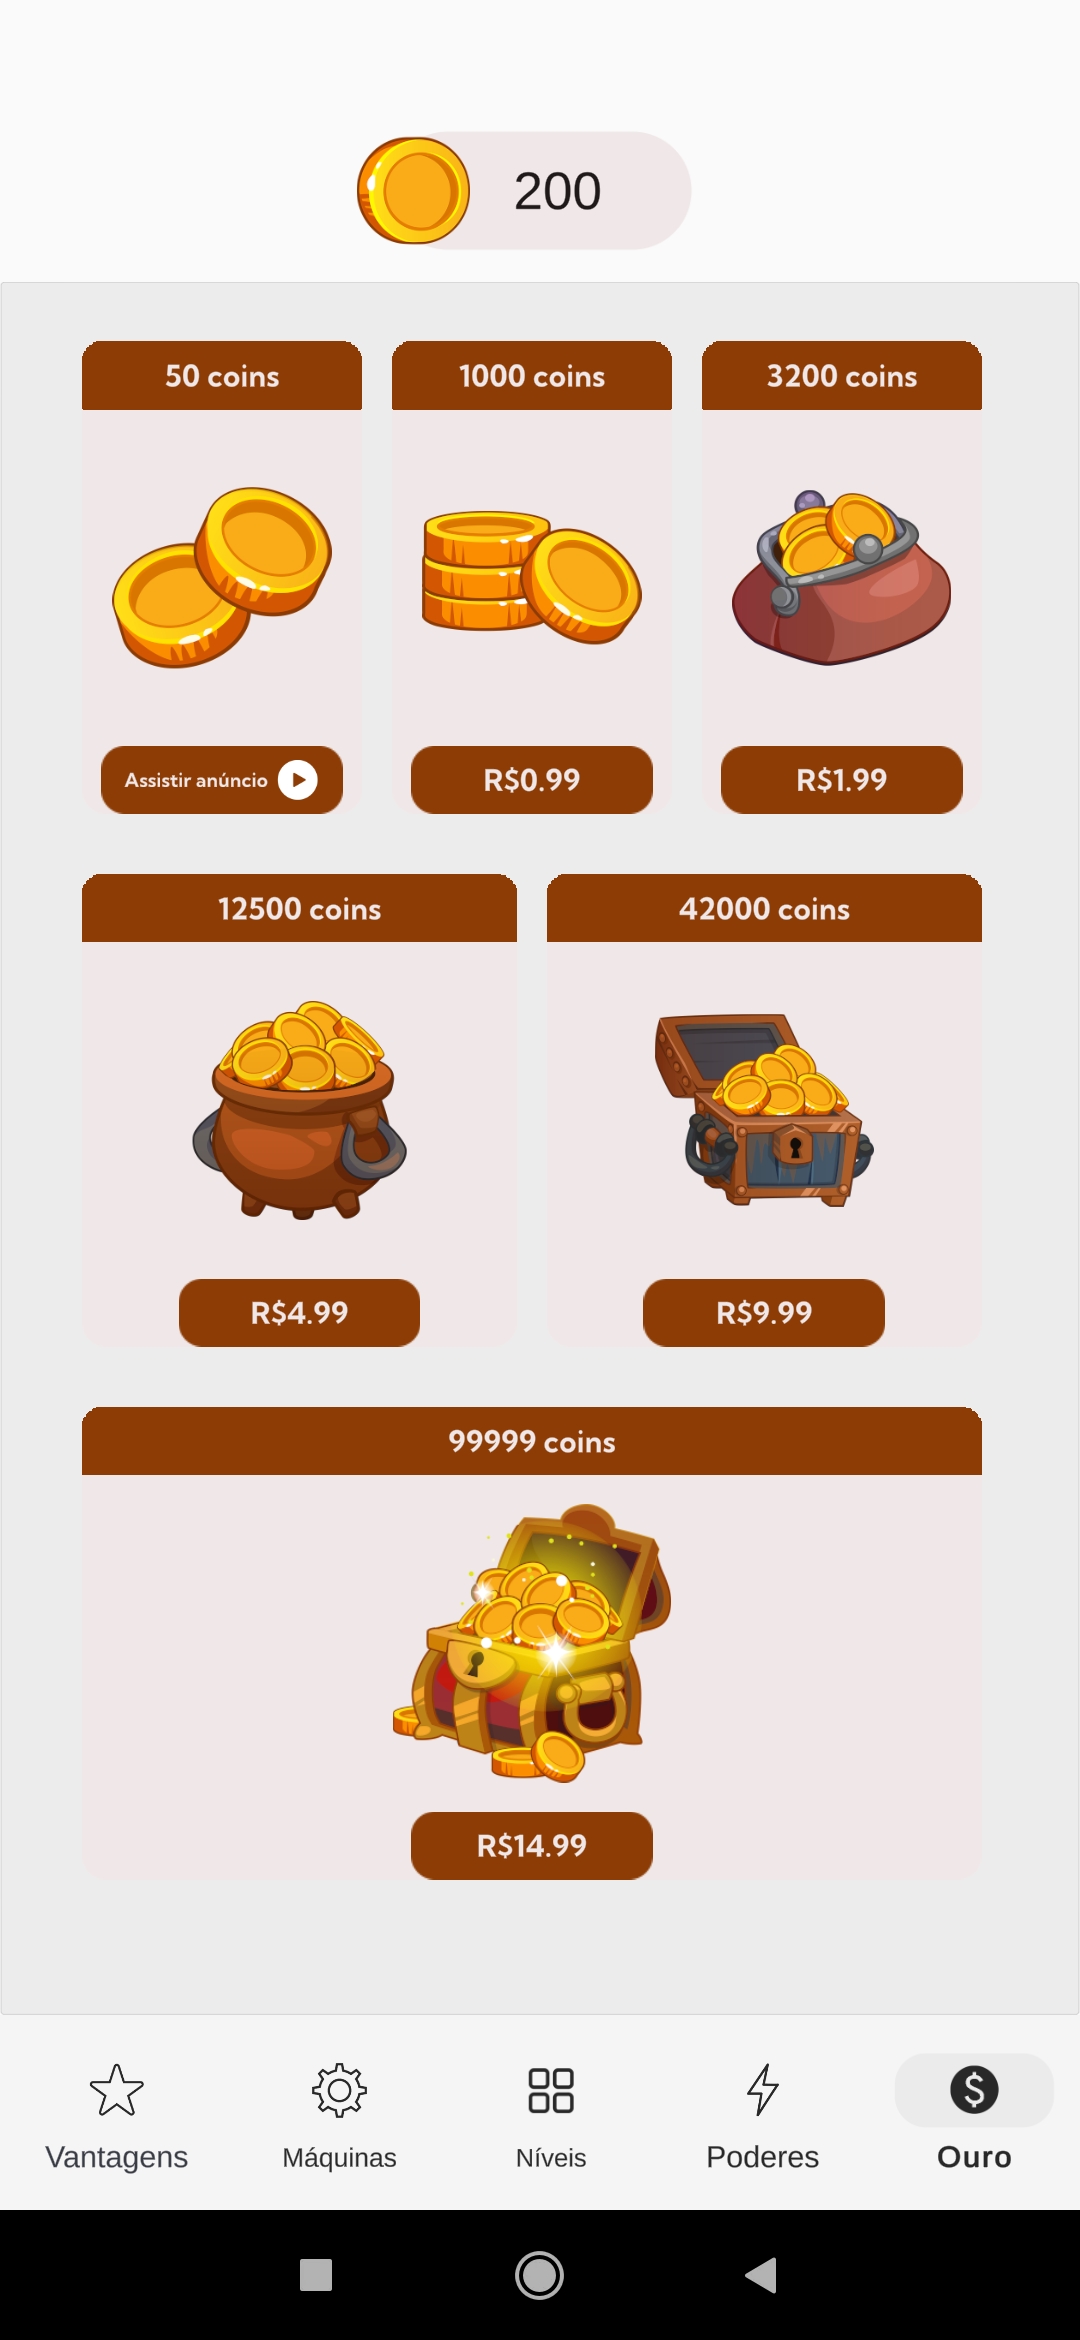 200
50 coins
1000 coins
3200 coins
Assistir anúncio
R$0.99
R$1.99
12500 coins
42000 coins
R$4.99
R$9.99
99999 coins
R$14.99
Vantagens
Máquinas
Níveis
Poderes
Ouro